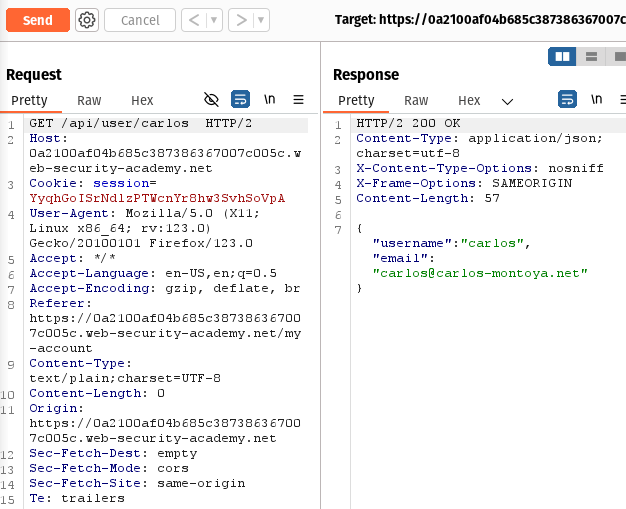 Send
Cancel
< ▾
> ▾
Target: https://0a2100af04b685c387386367007c
Request
Pretty
Raw
Hex
\n
1 GET /api/user/carlos  HTTP/2
2 Host:
0a2100af04b685c387386367007c005c.w
eb-security-academy.net
3 Cookie: session=
YyqhGoISrNdlzPTWcnYr8hw3SvhSoVpA
4 User-Agent: Mozilla/5.0 (X11;
Linux x86_64; rv:123.0)
Gecko/20100101 Firefox/123.0
5 Accept: */*
6 Accept-Language: en-US,en;q=0.5
7 Accept-Encoding: gzip, deflate, br
8 Referer:
https://0a2100af04b685c38738636700
7c005c.web-security-academy.net/my
-account
9 Content-Type:
text/plain;charset=UTF-8
10 Content-Length: 0
11 Origin:
https://0a2100af04b685c38738636700
7c005c.web-security-academy.net
12 Sec-Fetch-Dest: empty
13 Sec-Fetch-Mode: cors
14 Sec-Fetch-Site: same-origin
15 Te: trailers
Response
Pretty
Raw
Hex
\n
1 HTTP/2 200 OK
2 Content-Type: application/json;
charset=utf-8
3 X-Content-Type-Options: nosniff
4 X-Frame-Options: SAMEORIGIN
5 Content-Length: 57
6
7 {
"username":"carlos",
"email":
"carlos@carlos-montoya.net"
}